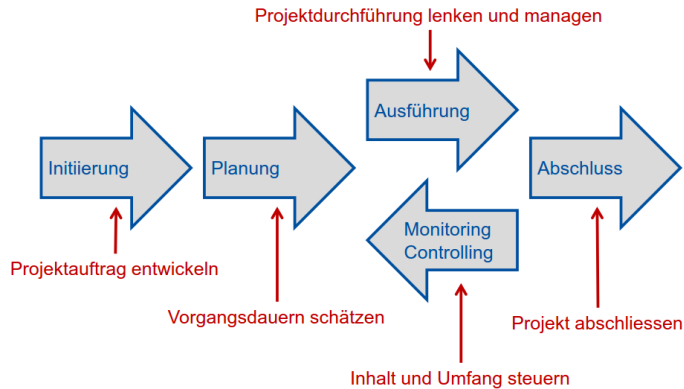 Projektdurchführung lenken und managen
Ausführung
Initiierung
Planung
Abschluss
Monitoring
Controlling
Projektauftrag entwickeln
Vorgangsdauern schätzen
Projekt abschliessen
Inhalt und Umfang steuern